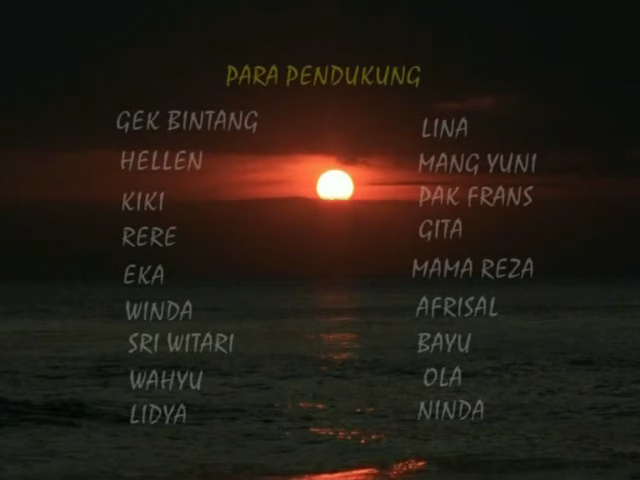 PARA PENDUKUNG
GEK BINTANG
HELLEN
KIKI
RERE
EKA
WINDA
SRI WITARI
WAHYU
LIDYA
LINA
MANG YUNI
PAK FRANS
GITA
MAMA REZA
AFRISAL
BAYU
OLA
NINDA